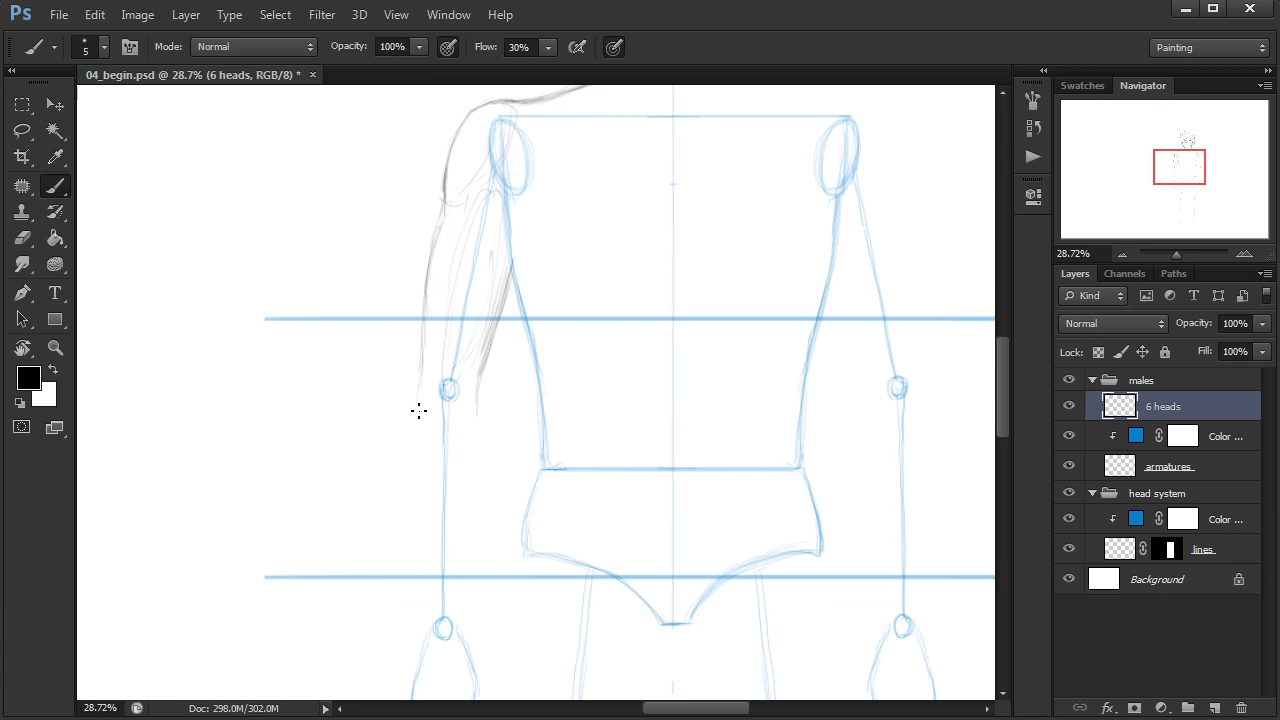 Ps File Edit Image Layer Type Select Filter 3D View Window Help
5 Mode: Normal Opacity: 100% Flow: 30% Painting
04_begin.psd @ 28.7% (6 heads, RGB/8) *
Swatches Navigator
28.72%
Layers Channels Paths
Kind
Normal Opacity: 100%
Lock: Fill: 100%
males
6 heads
Color ...
armatures
head system
Color ...
lines
Background
28.72% Doc: 298.0M/302.0M